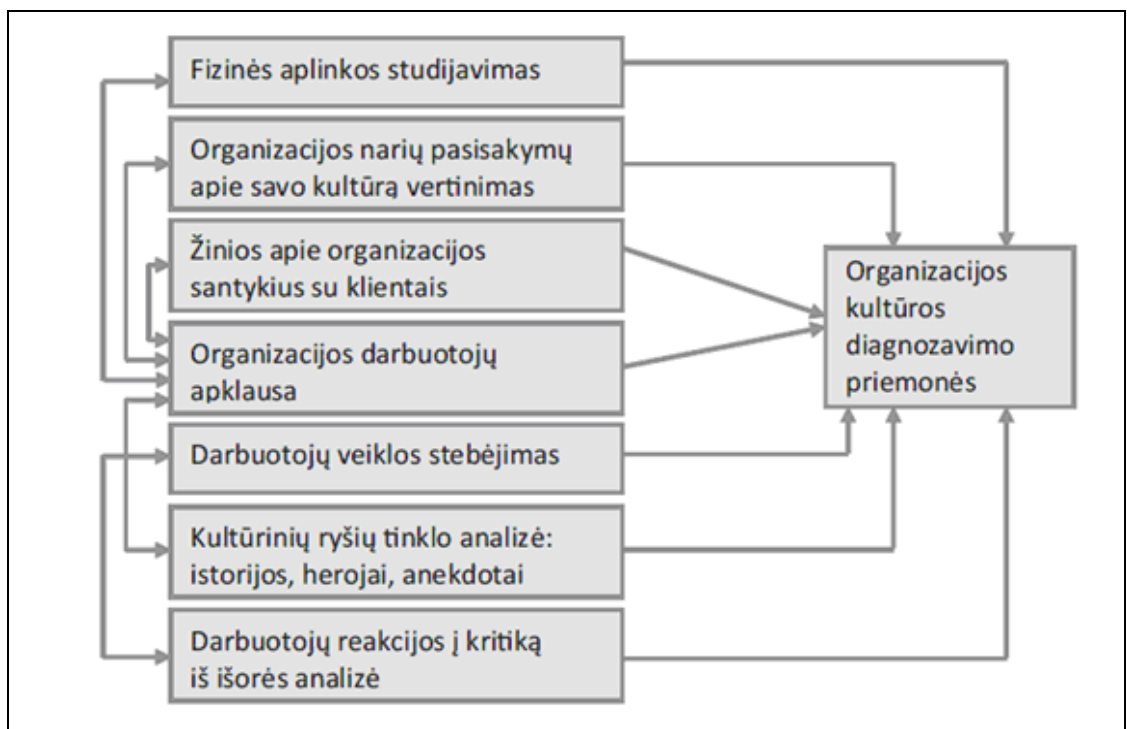 Fizinės aplinkos studijavimas
Organizacijos narių pasisakymų
apie savo kultūrą vertinimas
Žinios apie organizacijos
santykius su klientais
Organizacijos darbuotojų
apklausa
Darbuotojų veiklos stebėjimas
Kultūrinių ryšių tinklo analizė:
istorijos, herojai, anekdotai
Darbuotojų reakcijos į kritiką
iš išorės analizė
Organizacijos
kultūros
diagnozavimo
priemonės